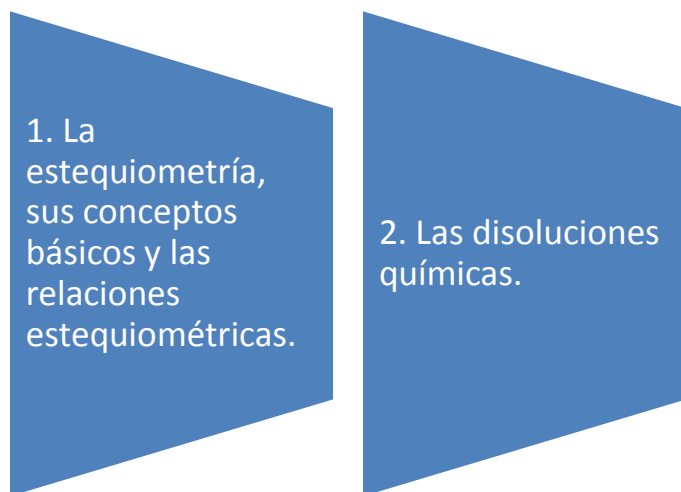 1. La
estequiometría,
sus conceptos
básicos y las
relaciones
estequiométricas.
2. Las disoluciones
químicas.